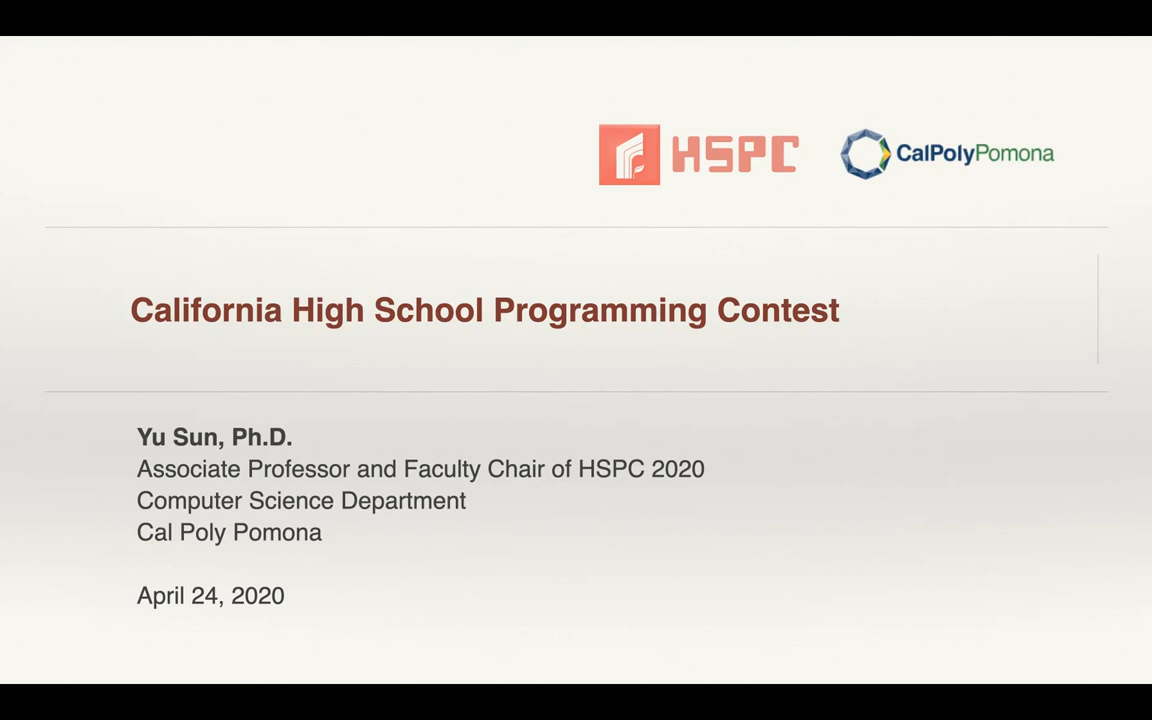 HSPC CalPolyPomona
California High School Programming Contest
Yu Sun, Ph.D.
Associate Professor and Faculty Chair of HSPC 2020
Computer Science Department
Cal Poly Pomona
April 24, 2020